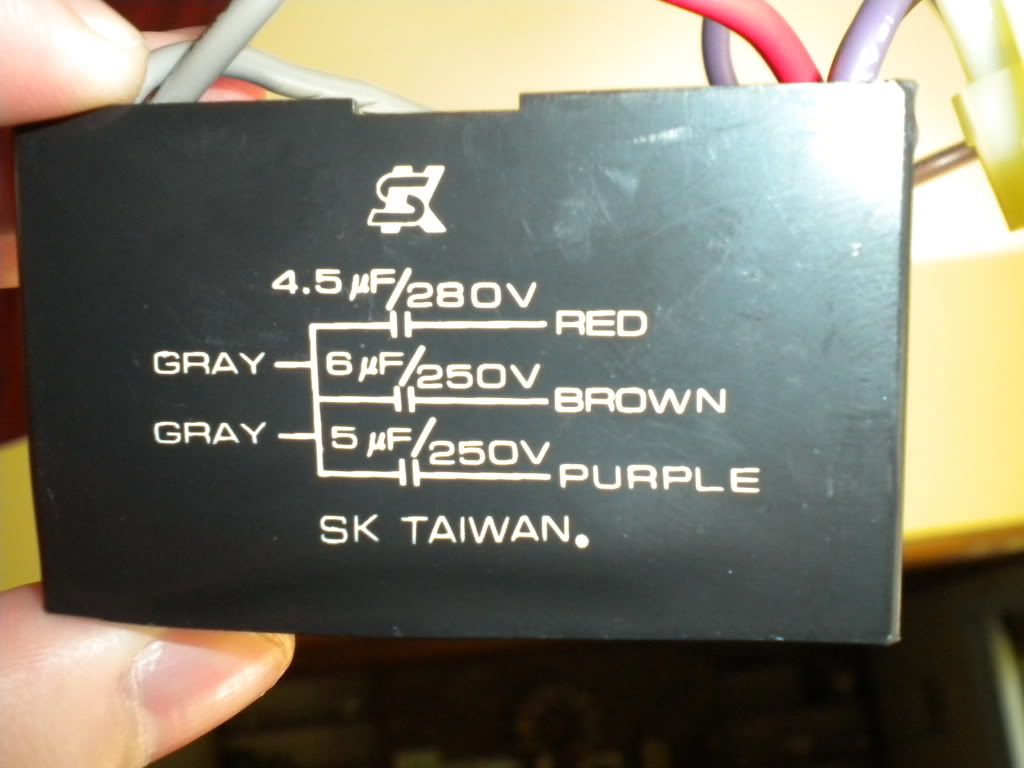 SK
4.5 µF/280V
RED
GRAY
6 µF/250V
BROWN
GRAY
5 µF/250V
PURPLE
SK TAIWAN.